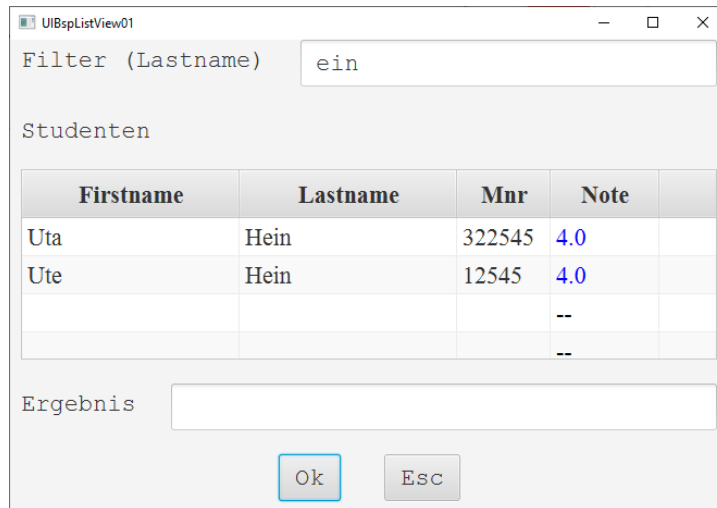 UIBspListView01
Filter (Lastname) ein
Studenten
Firstname Lastname Mnr Note
Uta Hein 322545 4.0
Ute Hein 12545 4.0
--
--
Ergebnis
Ok Esc